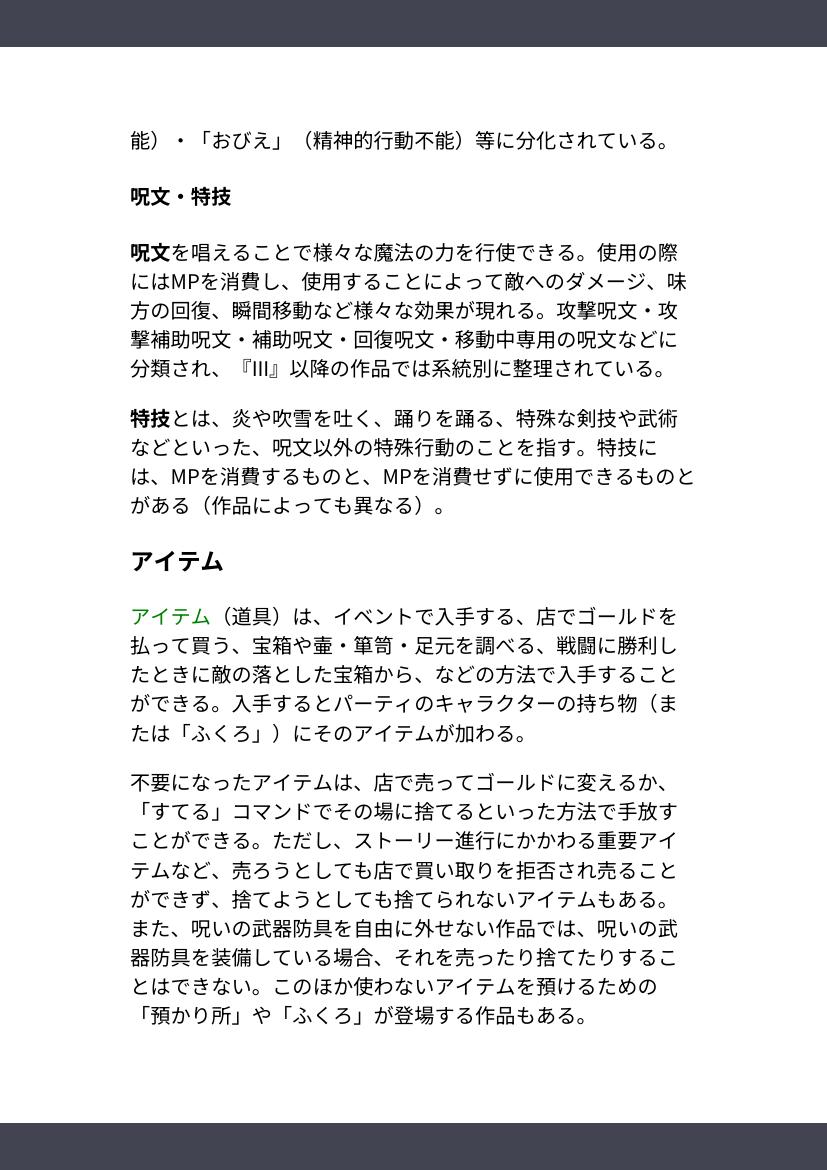 能）・「おびえ」（精神的行動不能）等に分化されている。
呪文・特技
呪文を唱えることで様々な魔法の力を行使できる。使用の際
にはMPを消費し、使用することによって敵へのダメージ、味
方の回復、瞬間移動など様々な効果が現れる。攻撃呪文・攻
撃補助呪文・補助呪文・回復呪文・移動中専用の呪文などに
分類され、『III』以降の作品では系統別に整理されている。
特技とは、炎や吹雪を吐く、踊りを踊る、特殊な剣技や武術
などといった、呪文以外の特殊行動のことを指す。特技に
は、MPを消費するものと、MPを消費せずに使用できるものと
がある（作品によっても異なる）。
アイテム
アイテム（道具）は、イベントで入手する、店でゴールドを
払って買う、宝箱や壷・箪笥・足元を調べる、戦闘に勝利し
たときに敵の落とした宝箱から、などの方法で入手すること
ができる。入手するとパーティのキャラクターの持ち物（ま
たは「ふくろ」）にそのアイテムが加わる。
不要になったアイテムは、店で売ってゴールドに変えるか、
「すてる」コマンドでその場に捨てるといった方法で手放す
ことができる。ただし、ストーリー進行にかかわる重要アイ
テムなど、売ろうとしても店で買い取りを拒否され売ること
ができず、捨てようとしても捨てられないアイテムもある。
また、呪いの武器防具を自由に外せない作品では、呪いの武
器防具を装備している場合、それを売ったり捨てたりするこ
とはできない。このほか使わないアイテムを預けるための
「預かり所」や「ふくろ」が登場する作品もある。